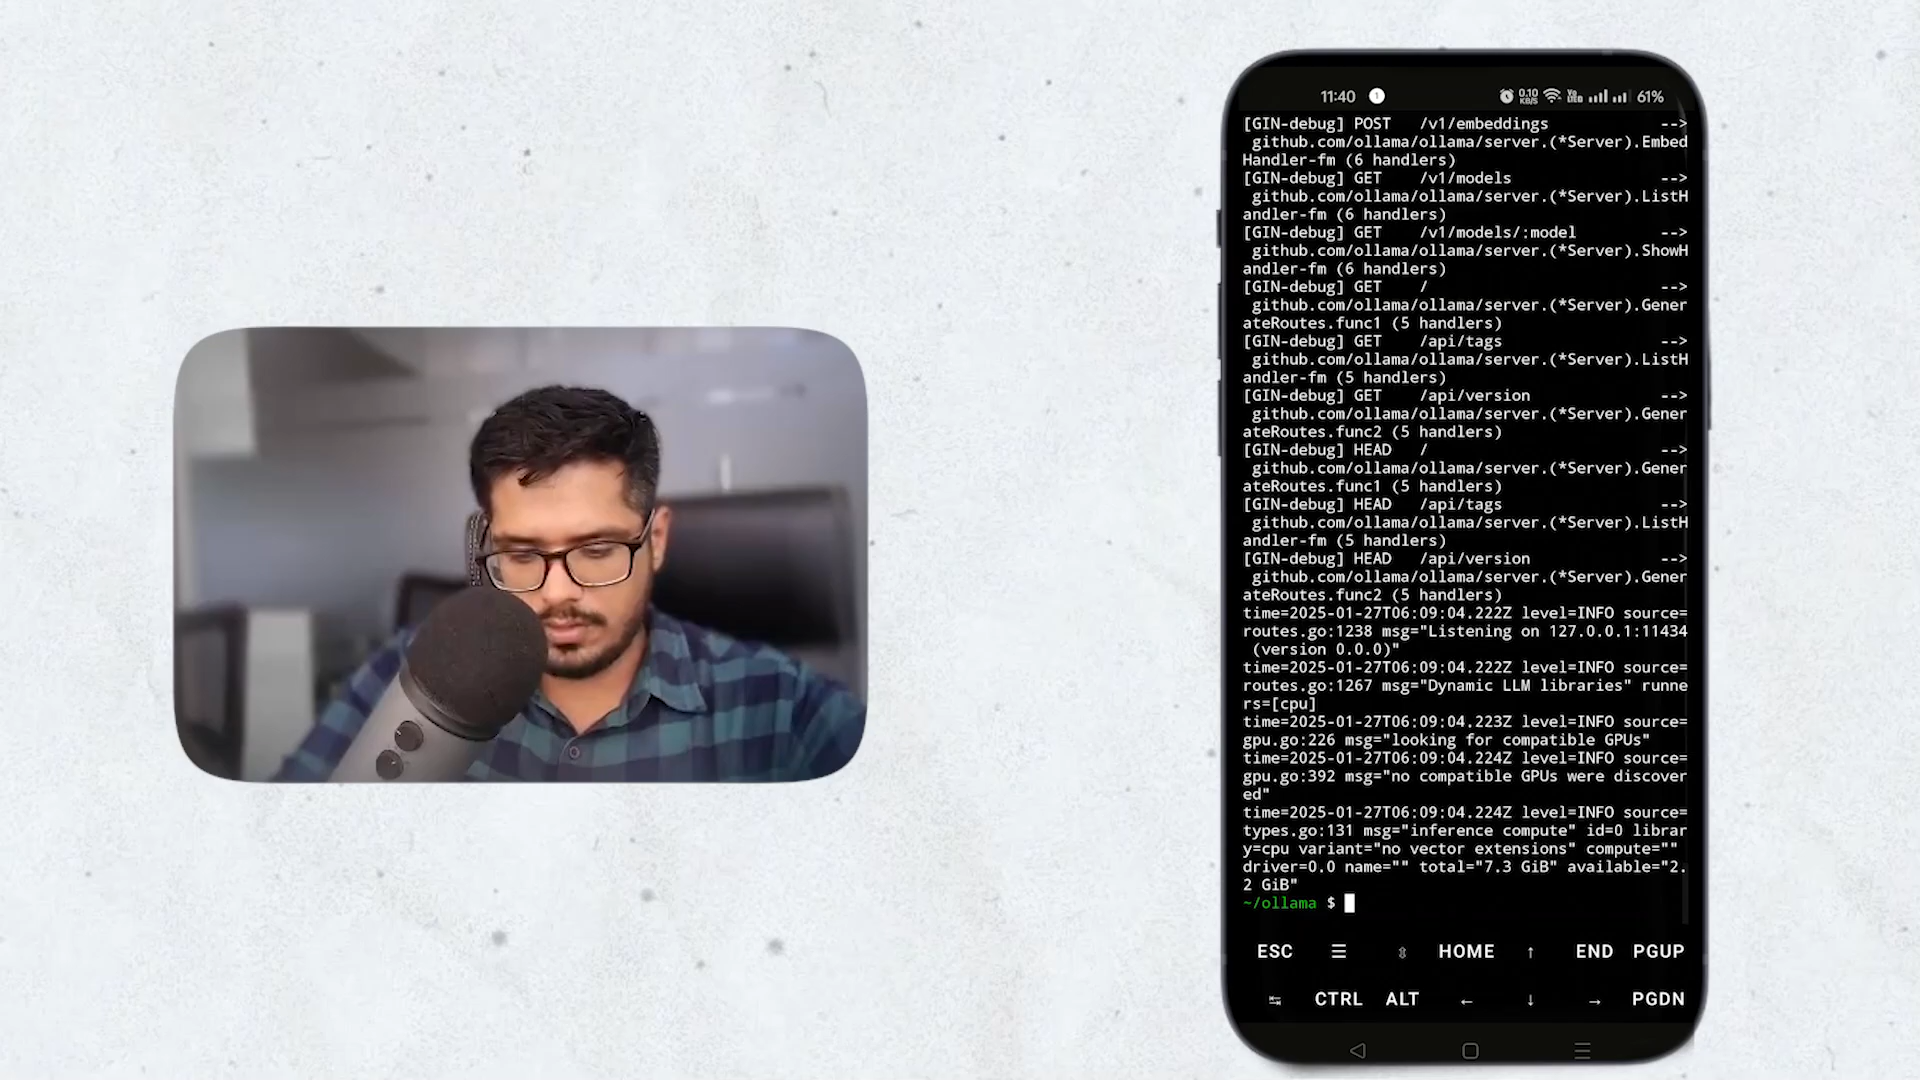 11:40 1 0.10 KB/S Vo LTE 61%
[GIN-debug] POST /v1/embeddings -->
github.com/ollama/ollama/server.(*Server).Embed
Handler-fm (6 handlers)
[GIN-debug] GET /v1/models -->
github.com/ollama/ollama/server.(*Server).ListH
andler-fm (6 handlers)
[GIN-debug] GET /v1/models/:model -->
github.com/ollama/ollama/server.(*Server).ShowH
andler-fm (6 handlers)
[GIN-debug] GET / -->
github.com/ollama/ollama/server.(*Server).Gener
ateRoutes.func1 (5 handlers)
[GIN-debug] GET /api/tags -->
github.com/ollama/ollama/server.(*Server).ListH
andler-fm (5 handlers)
[GIN-debug] GET /api/version -->
github.com/ollama/ollama/server.(*Server).Gener
ateRoutes.func2 (5 handlers)
[GIN-debug] HEAD / -->
github.com/ollama/ollama/server.(*Server).Gener
ateRoutes.func1 (5 handlers)
[GIN-debug] HEAD /api/tags -->
github.com/ollama/ollama/server.(*Server).ListH
andler-fm (5 handlers)
[GIN-debug] HEAD /api/version -->
github.com/ollama/ollama/server.(*Server).Gener
ateRoutes.func2 (5 handlers)
time=2025-01-27T06:09:04.222Z level=INFO source=
routes.go:1238 msg="Listening on 127.0.0.1:11434
(version 0.0.0)"
time=2025-01-27T06:09:04.222Z level=INFO source=
routes.go:1267 msg="Dynamic LLM libraries" runne
rs=[cpu]
time=2025-01-27T06:09:04.223Z level=INFO source=
gpu.go:226 msg="looking for compatible GPUs"
time=2025-01-27T06:09:04.224Z level=INFO source=
gpu.go:392 msg="no compatible GPUs were discover
ed"
time=2025-01-27T06:09:04.224Z level=INFO source=
types.go:131 msg="inference compute" id=0 librar
y=cpu variant="no vector extensions" compute=""
driver=0.0 name="" total="7.3 GiB" available="2.
2 GiB"
~/ollama $
ESC ☰ ⇳ HOME ↑ END PGUP
↹ CTRL ALT ← ↓ → PGDN